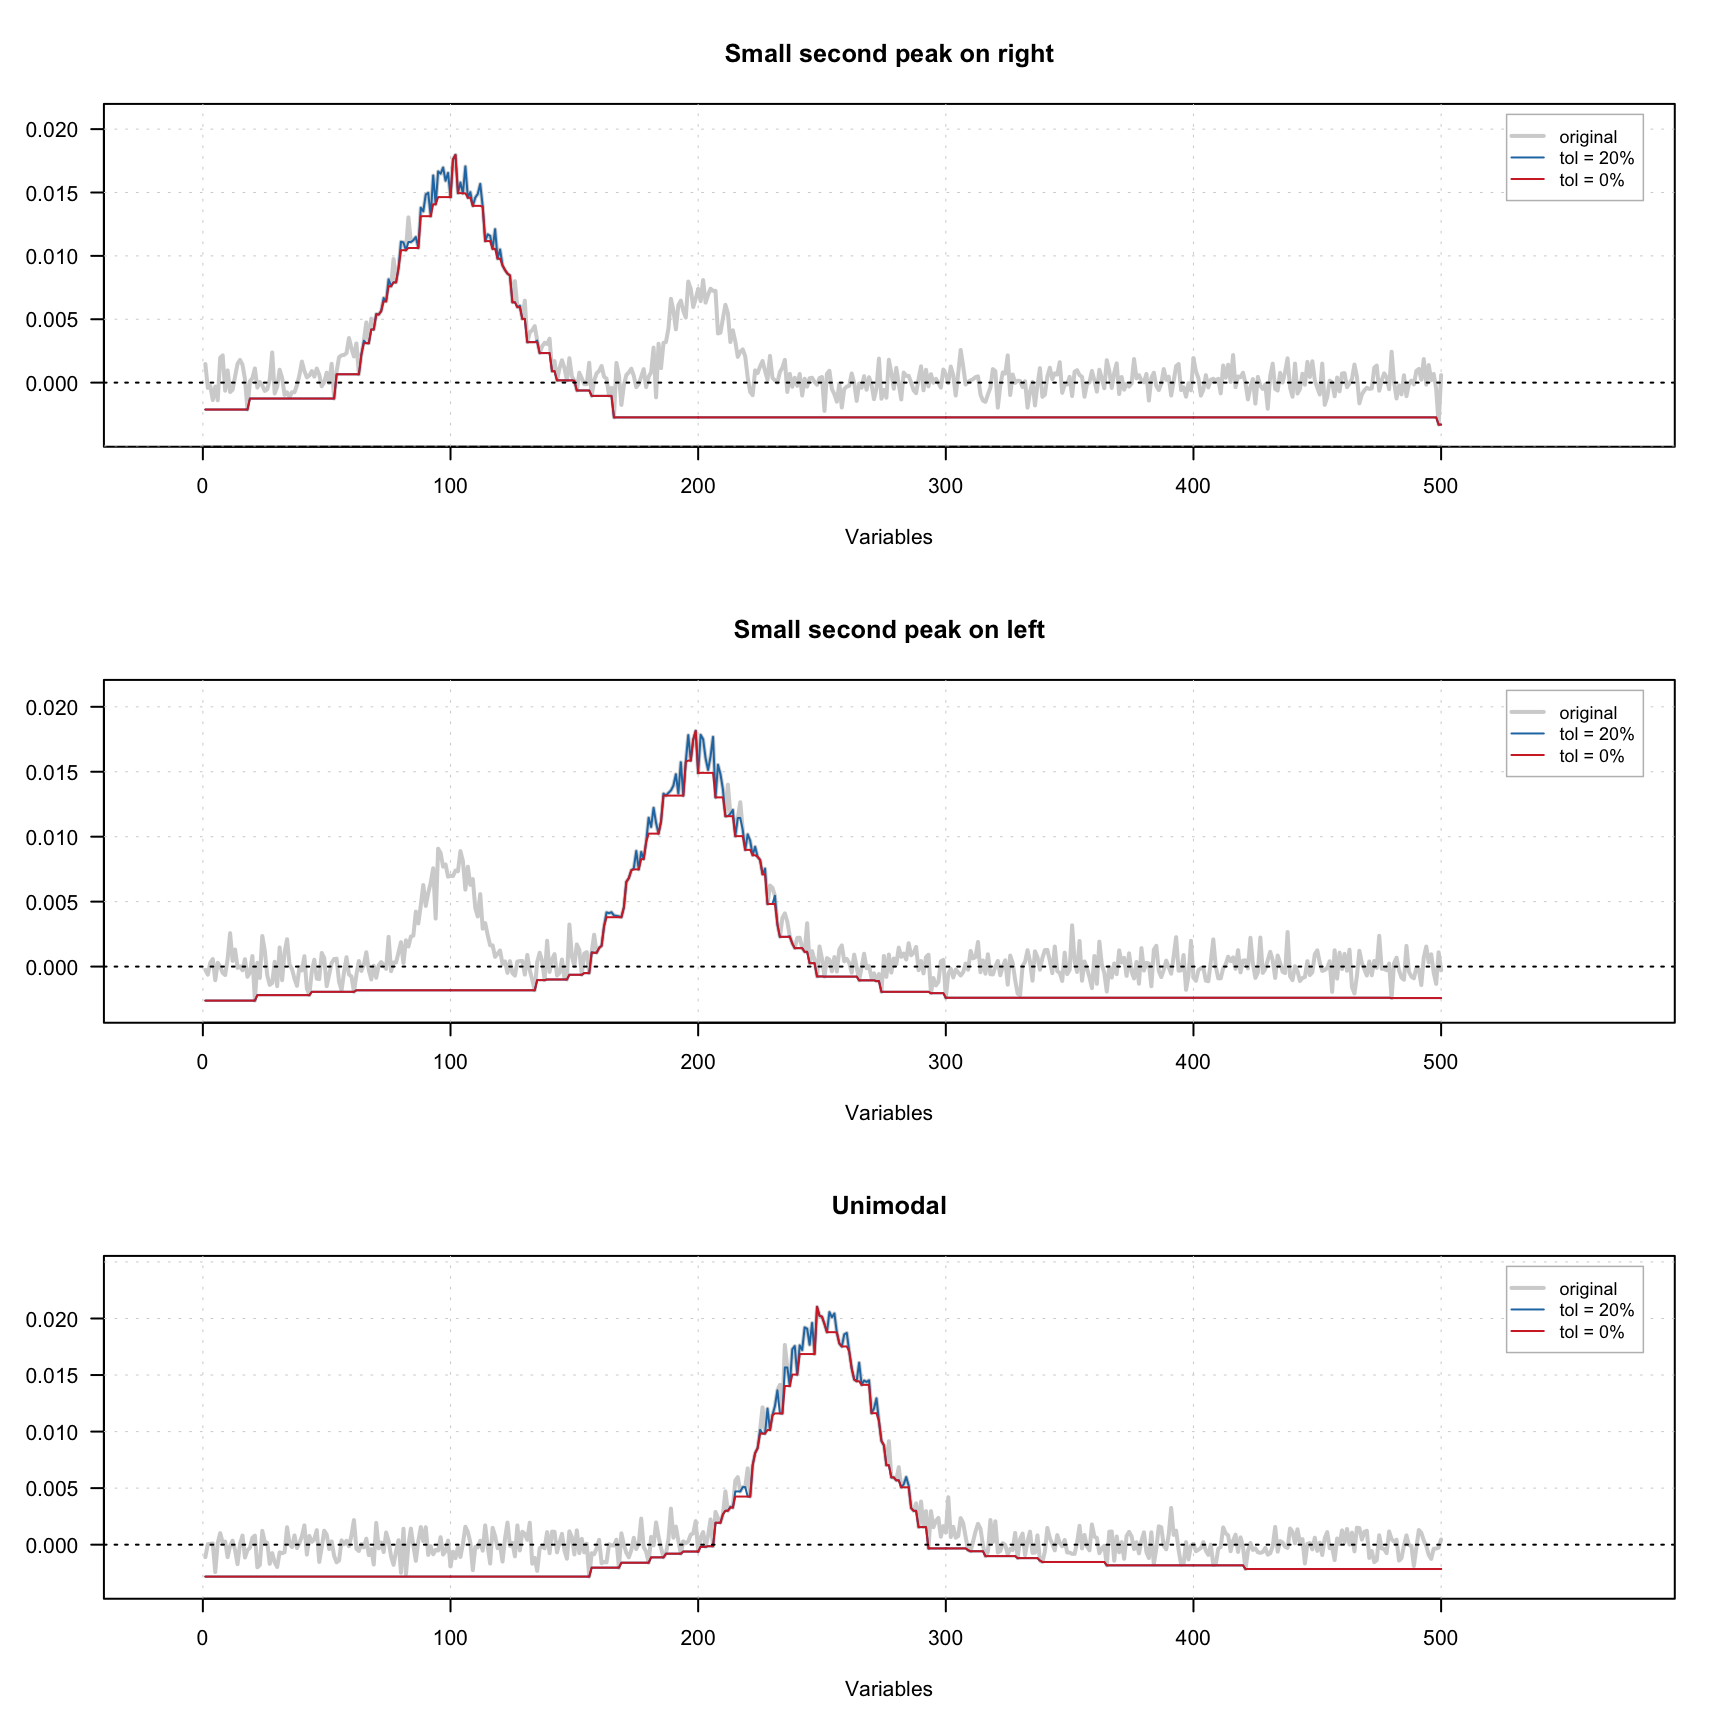 Small second peak on right
0.020
0.015
0.010
0.005
0.000
original
tol = 20%
tol = 0%
0 100 200 300 400 500
Variables
Small second peak on left
0.020
0.015
0.010
0.005
0.000
original
tol = 20%
tol = 0%
0 100 200 300 400 500
Variables
Unimodal
0.020
0.015
0.010
0.005
0.000
original
tol = 20%
tol = 0%
0 100 200 300 400 500
Variables